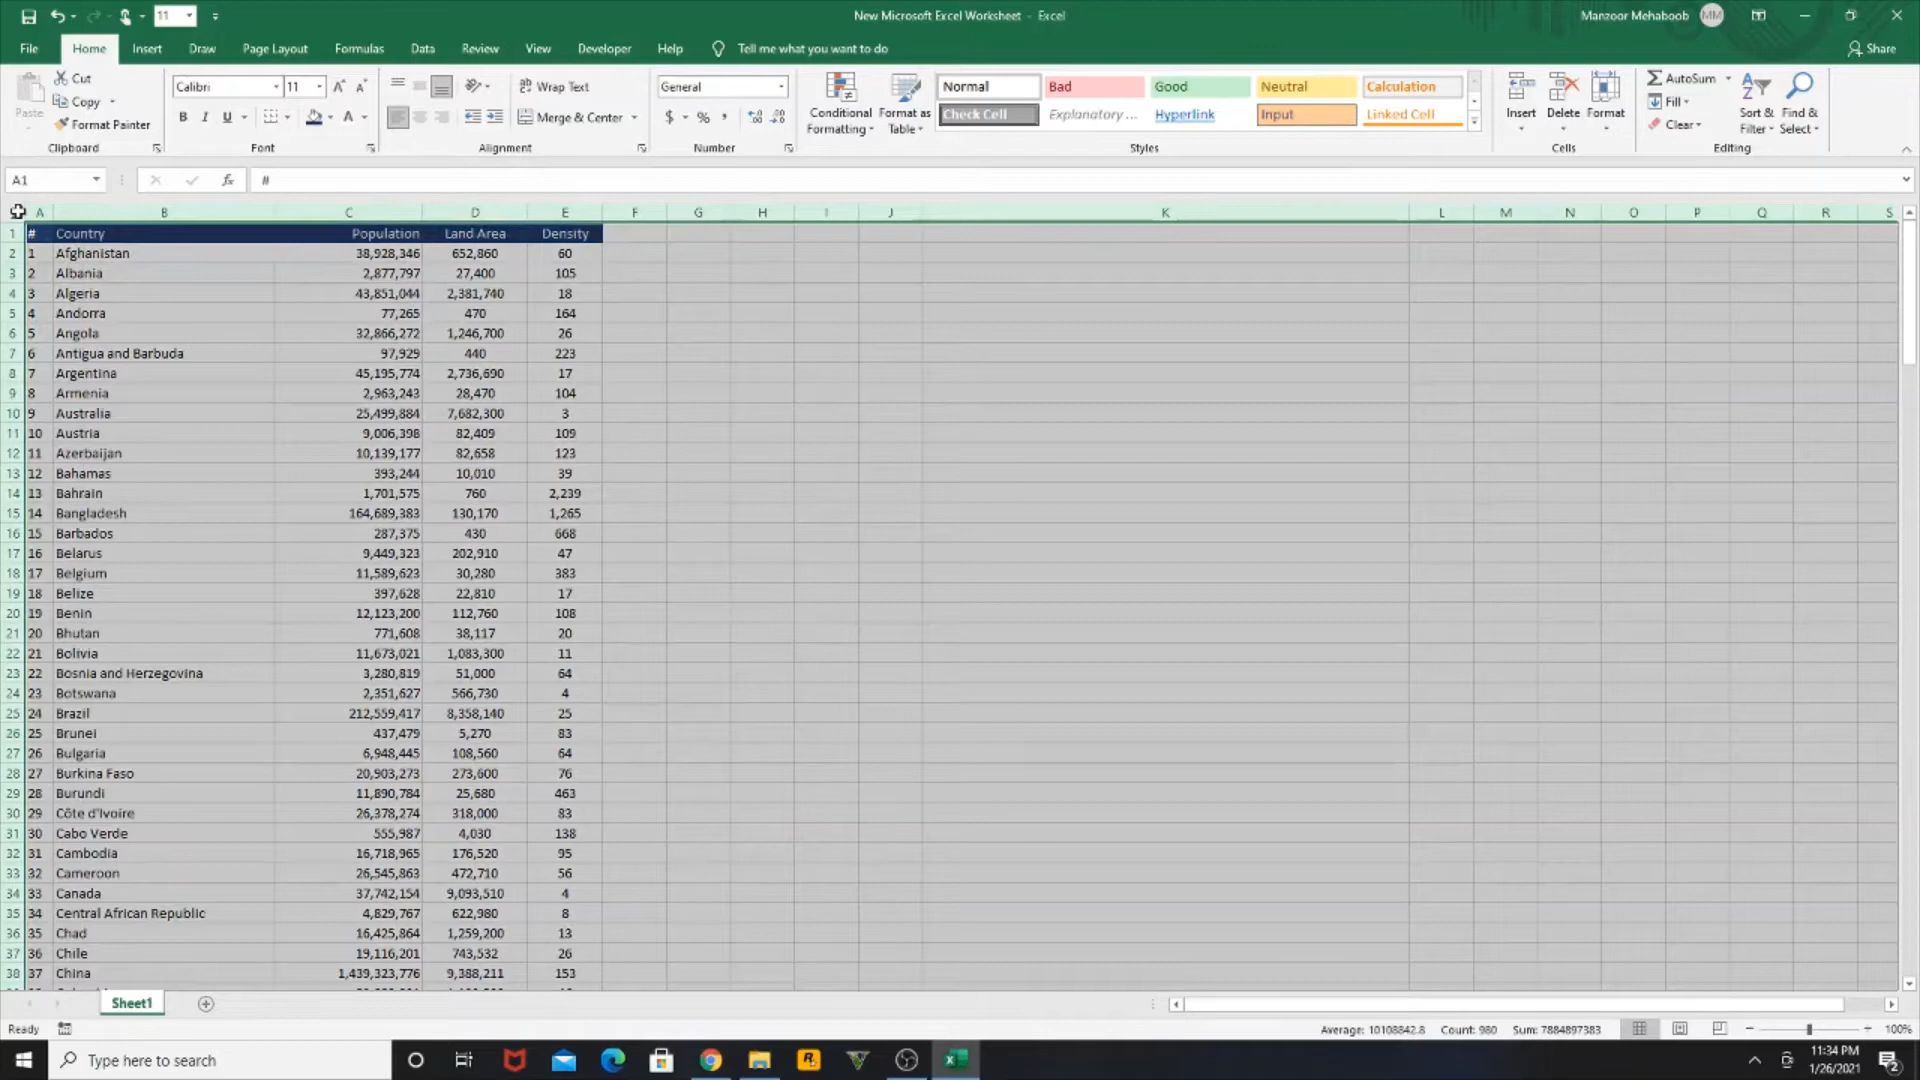 11
New Microsoft Excel Worksheet - Excel
Manzoor Mehaboob MM
File Home Insert Draw Page Layout Formulas Data Review View Developer Help Tell me what you want to do Share
Paste
Cut
Copy
Format Painter
Clipboard
Calibri 11
B I U A
Font
Wrap Text
Merge & Center
Alignment
General
$ % ,
Number
Conditional Formatting
Format as Table
Normal Bad Good Neutral Calculation
Check Cell Explanatory ... Hyperlink Input Linked Cell
Styles
Insert Delete Format
Cells
AutoSum
Fill
Clear
Sort & Filter
Find & Select
Editing
A1 fx #
A B C D E F G H I J K L M N O P Q R S
1 # Country Population Land Area Density
2 1 Afghanistan 38,928,346 652,860 60
3 2 Albania 2,877,797 27,400 105
4 3 Algeria 43,851,044 2,381,740 18
5 4 Andorra 77,265 470 164
6 5 Angola 32,866,272 1,246,700 26
7 6 Antigua and Barbuda 97,929 440 223
8 7 Argentina 45,195,774 2,736,690 17
9 8 Armenia 2,963,243 28,470 104
10 9 Australia 25,499,884 7,682,300 3
11 10 Austria 9,006,398 82,409 109
12 11 Azerbaijan 10,139,177 82,658 123
13 12 Bahamas 393,244 10,010 39
14 13 Bahrain 1,701,575 760 2,239
15 14 Bangladesh 164,689,383 130,170 1,265
16 15 Barbados 287,375 430 668
17 16 Belarus 9,449,323 202,910 47
18 17 Belgium 11,589,623 30,280 383
19 18 Belize 397,628 22,810 17
20 19 Benin 12,123,200 112,760 108
21 20 Bhutan 771,608 38,117 20
22 21 Bolivia 11,673,021 1,083,300 11
23 22 Bosnia and Herzegovina 3,280,819 51,000 64
24 23 Botswana 2,351,627 566,730 4
25 24 Brazil 212,559,417 8,358,140 25
26 25 Brunei 437,479 5,270 83
27 26 Bulgaria 6,948,445 108,560 64
28 27 Burkina Faso 20,903,273 273,600 76
29 28 Burundi 11,890,784 25,680 463
30 29 Côte d'Ivoire 26,378,274 318,000 83
31 30 Cabo Verde 555,987 4,030 138
32 31 Cambodia 16,718,965 176,520 95
33 32 Cameroon 26,545,863 472,710 56
34 33 Canada 37,742,154 9,093,510 4
35 34 Central African Republic 4,829,767 622,980 8
36 35 Chad 16,425,864 1,259,200 13
37 36 Chile 19,116,201 743,532 26
38 37 China 1,439,323,776 9,388,211 153
Sheet1
Ready Average: 10108842.8 Count: 980 Sum: 7884897383 100%
Type here to search
11:34 PM
1/26/2021
2